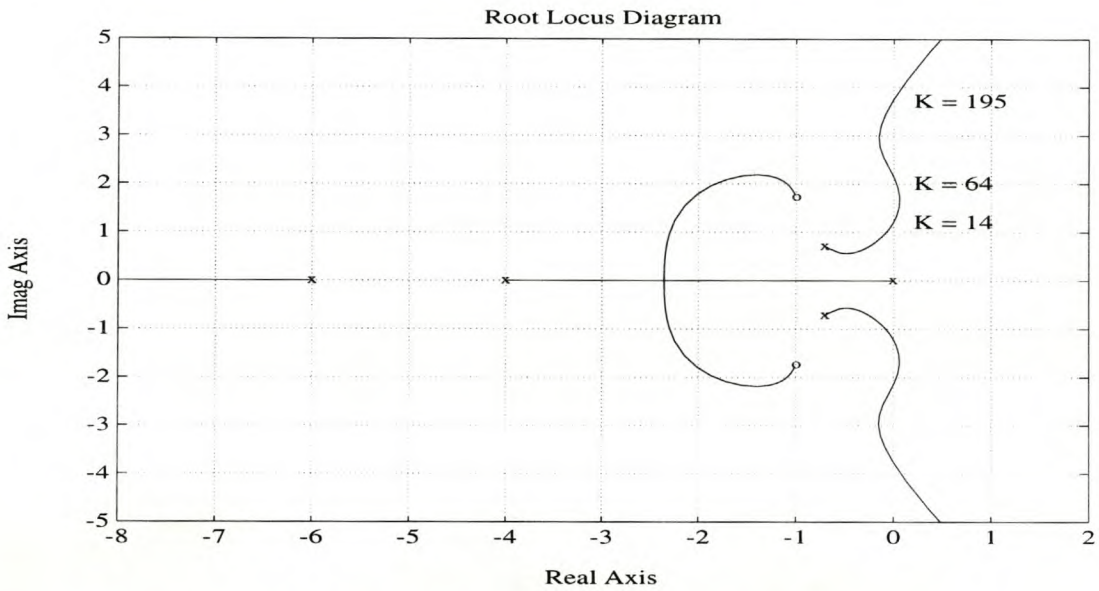 Root Locus Diagram
5
4
3
2
1
0
-1
-2
-3
-4
-5
K = 195
K = 64
K = 14
Imag Axis
-8 -7 -6 -5 -4 -3 -2 -1 0 1 2
Real Axis